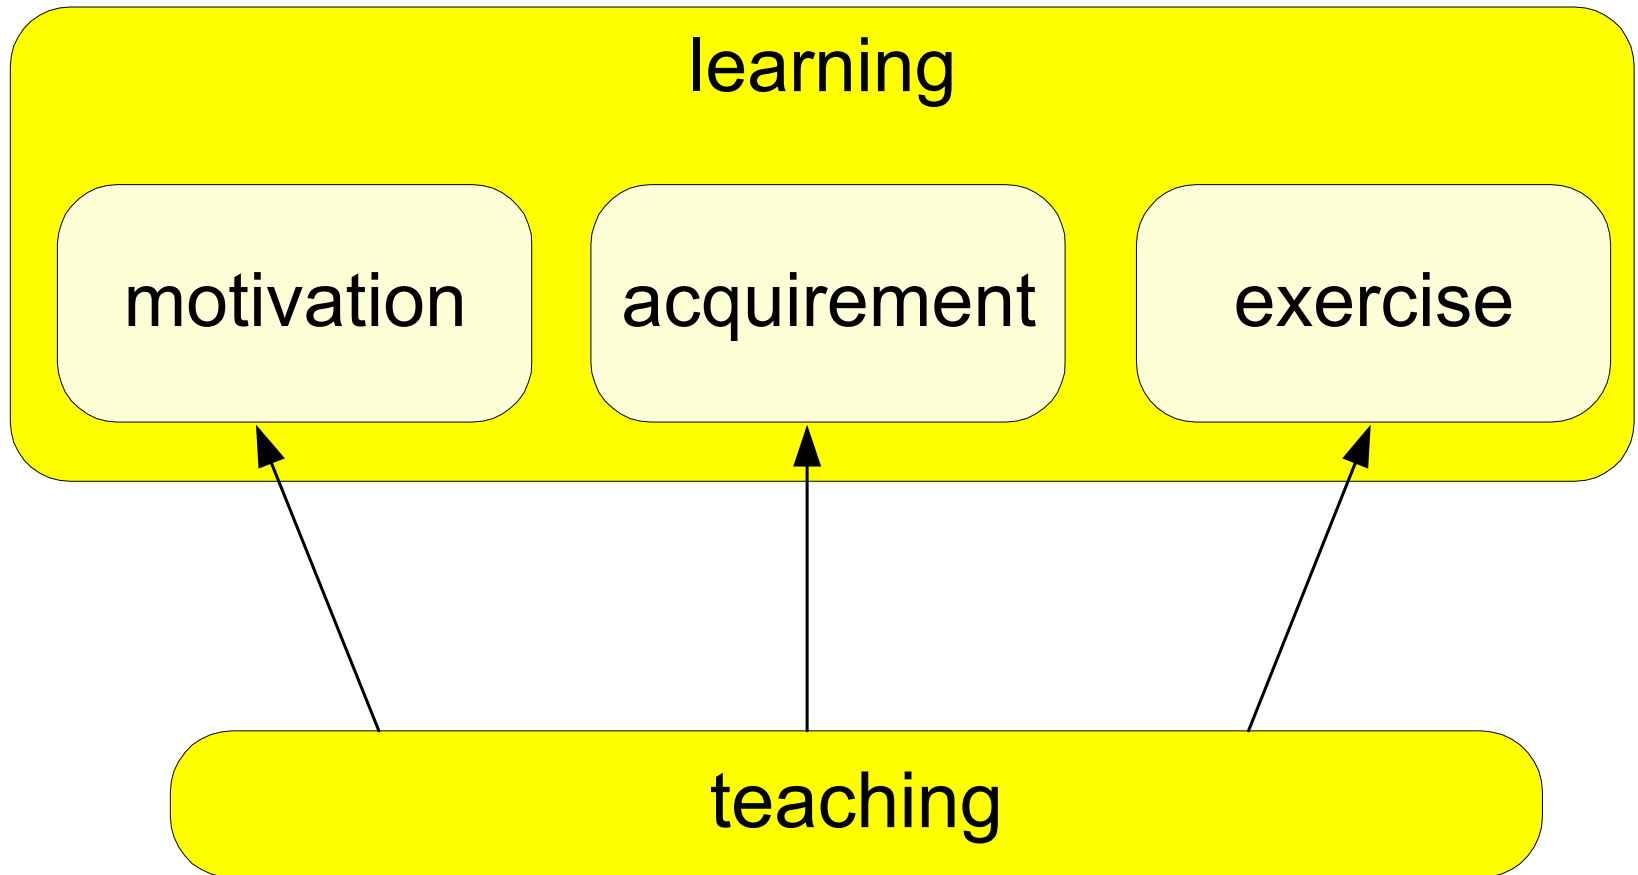 learning
motivation
acquirement
exercise
teaching